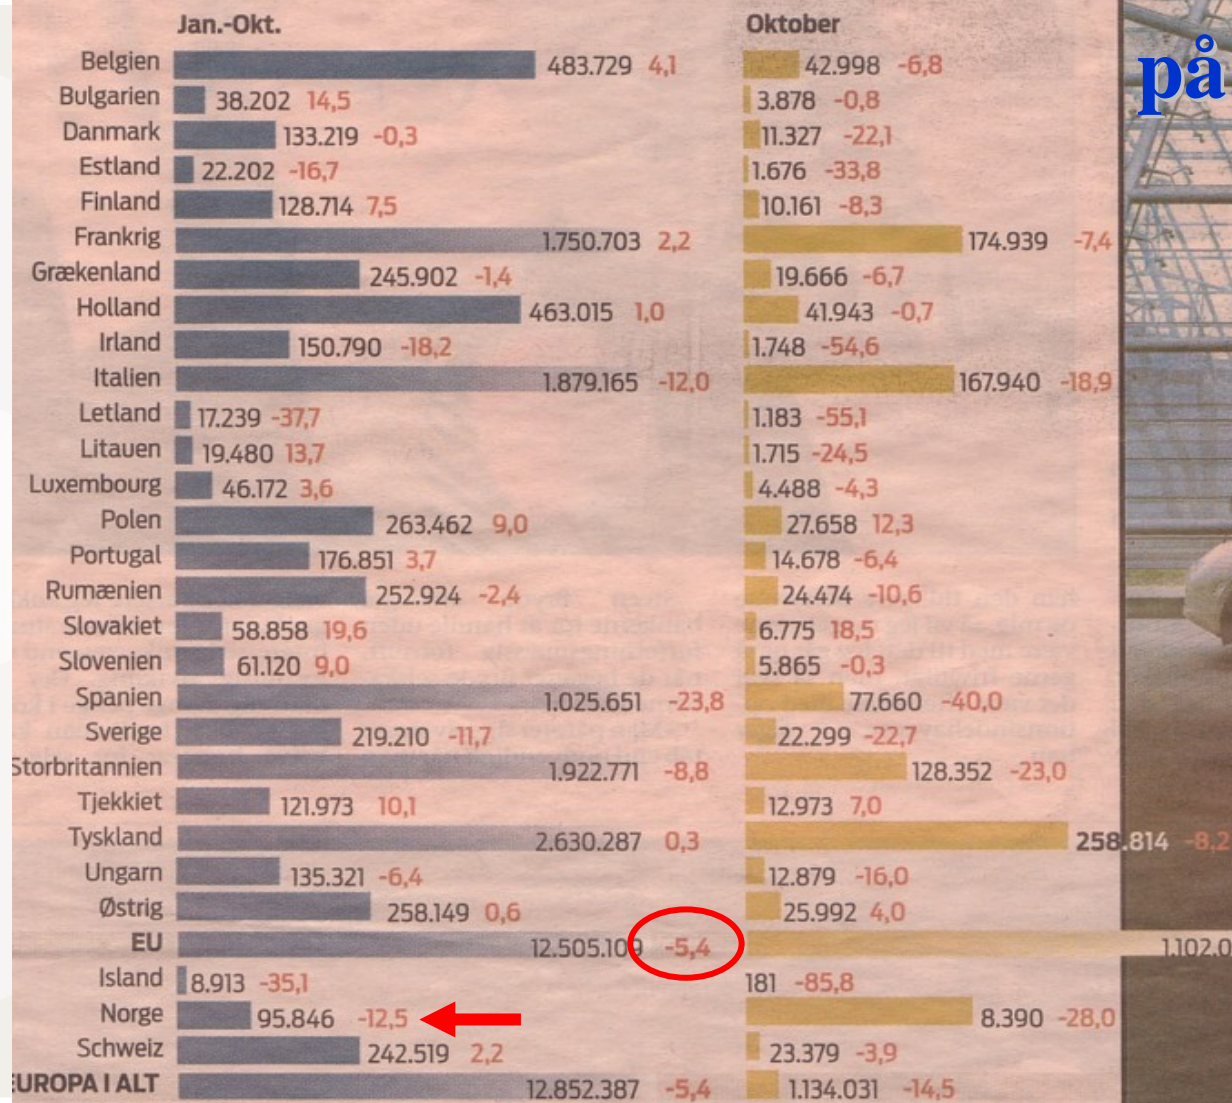 Jan.-Okt. Oktober
på
Belgien 483.729 4,1 42.998 -6,8
Bulgarien 38.202 14,5 3.878 -0,8
Danmark 133.219 -0,3 11.327 -22,1
Estland 22.202 -16,7 1.676 -33,8
Finland 128.714 7,5 10.161 -8,3
Frankrig 1.750.703 2,2 174.939 -7,4
Grækenland 245.902 -1,4 19.666 -6,7
Holland 463.015 1,0 41.943 -0,7
Irland 150.790 -18,2 1.748 -54,6
Italien 1.879.165 -12,0 167.940 -18,9
Letland 17.239 -37,7 1.183 -55,1
Litauen 19.480 13,7 1.715 -24,5
Luxembourg 46.172 3,6 4.488 -4,3
Polen 263.462 9,0 27.658 12,3
Portugal 176.851 3,7 14.678 -6,4
Rumænien 252.924 -2,4 24.474 -10,6
Slovakiet 58.858 19,6 6.775 18,5
Slovenien 61.120 9,0 5.865 -0,3
Spanien 1.025.651 -23,8 77.660 -40,0
Sverige 219.210 -11,7 22.299 -22,7
Storbritannien 1.922.771 -8,8 128.352 -23,0
Tjekkiet 121.973 10,1 12.973 7,0
Tyskland 2.630.287 0,3 258.814 -8,2
Ungarn 135.321 -6,4 12.879 -16,0
Østrig 258.149 0,6 25.992 4,0
EU 12.505.109 -5,4 1.102.0
Island 8.913 -35,1 181 -85,8
Norge 95.846 -12,5 8.390 -28,0
Schweiz 242.519 2,2 23.379 -3,9
EUROPA I ALT 12.852.387 -5,4 1.134.031 -14,5